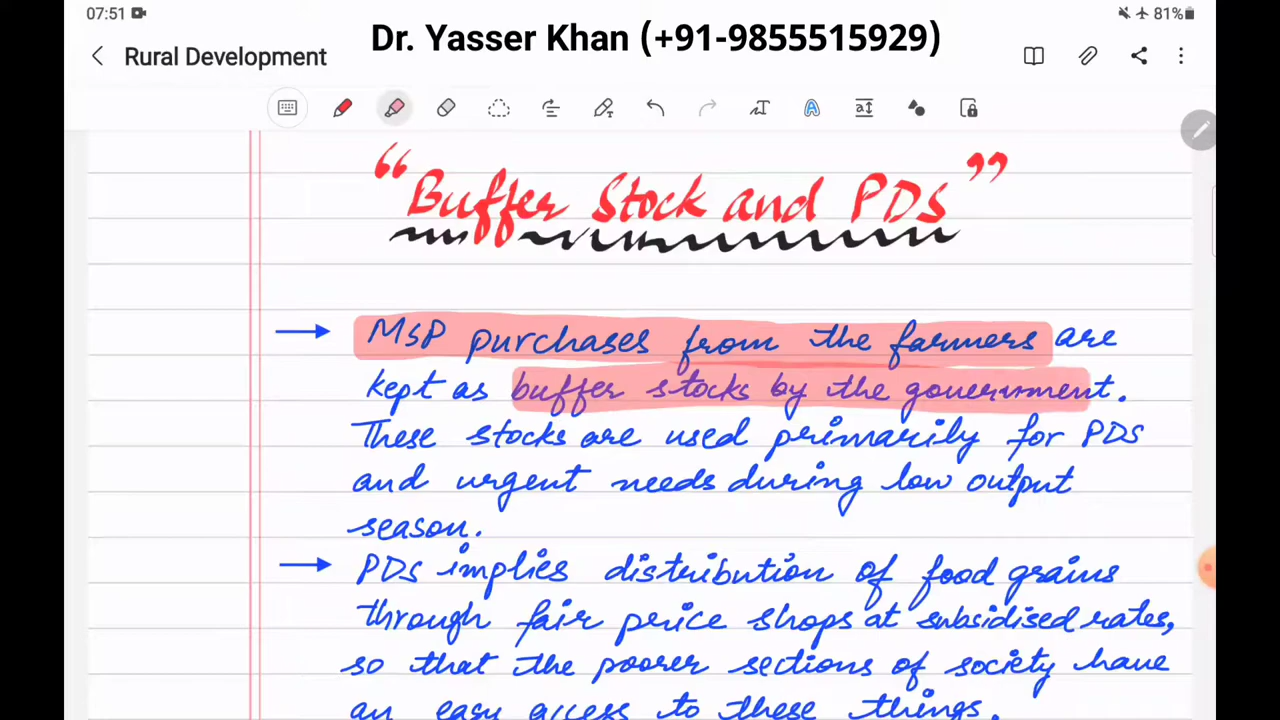 07:51
81%
Dr. Yasser Khan (+91-9855515929)
Rural Development
"Buffer Stock and PDS"
→ MSP purchases from the farmers are
kept as buffer stocks by the government.
These stocks are used primarily for PDS
and urgent needs during low output
season.
→ PDS implies distribution of food grains
through fair price shops at subsidised rates,
so that the poorer sections of society have
an easy access to these things.